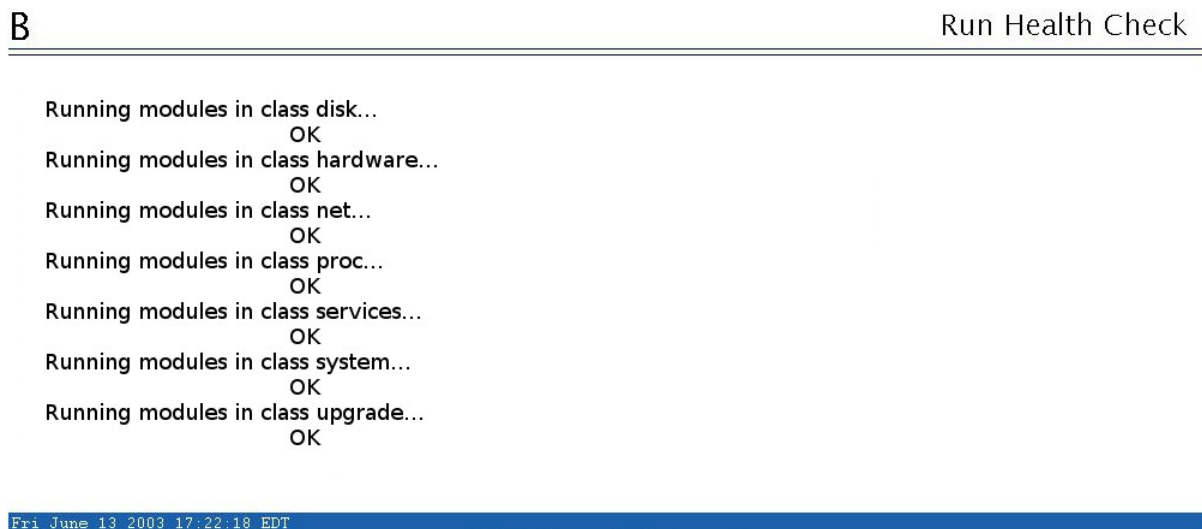 B
Run Health Check
Running modules in class disk...
OK
Running modules in class hardware...
OK
Running modules in class net...
OK
Running modules in class proc...
OK
Running modules in class services...
OK
Running modules in class system...
OK
Running modules in class upgrade...
OK
Fri June 13 2003 17:22:18 EDT